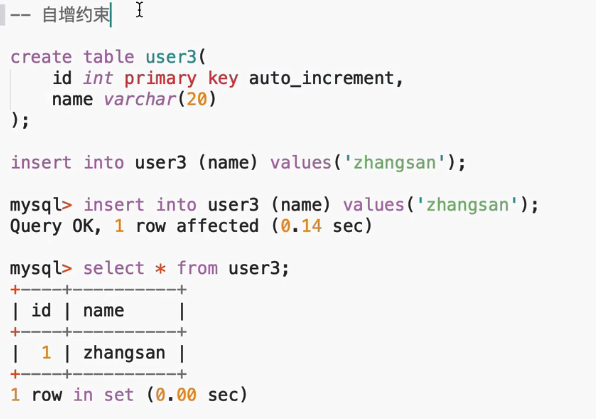 -- 自增约束
create table user3(
id int primary key auto_increment,
name varchar(20)
);
insert into user3 (name) values('zhangsan');
mysql> insert into user3 (name) values('zhangsan');
Query OK, 1 row affected (0.14 sec)
mysql> select * from user3;
+----+----------+
| id | name     |
+----+----------+
|  1 | zhangsan |
+----+----------+
1 row in set (0.00 sec)